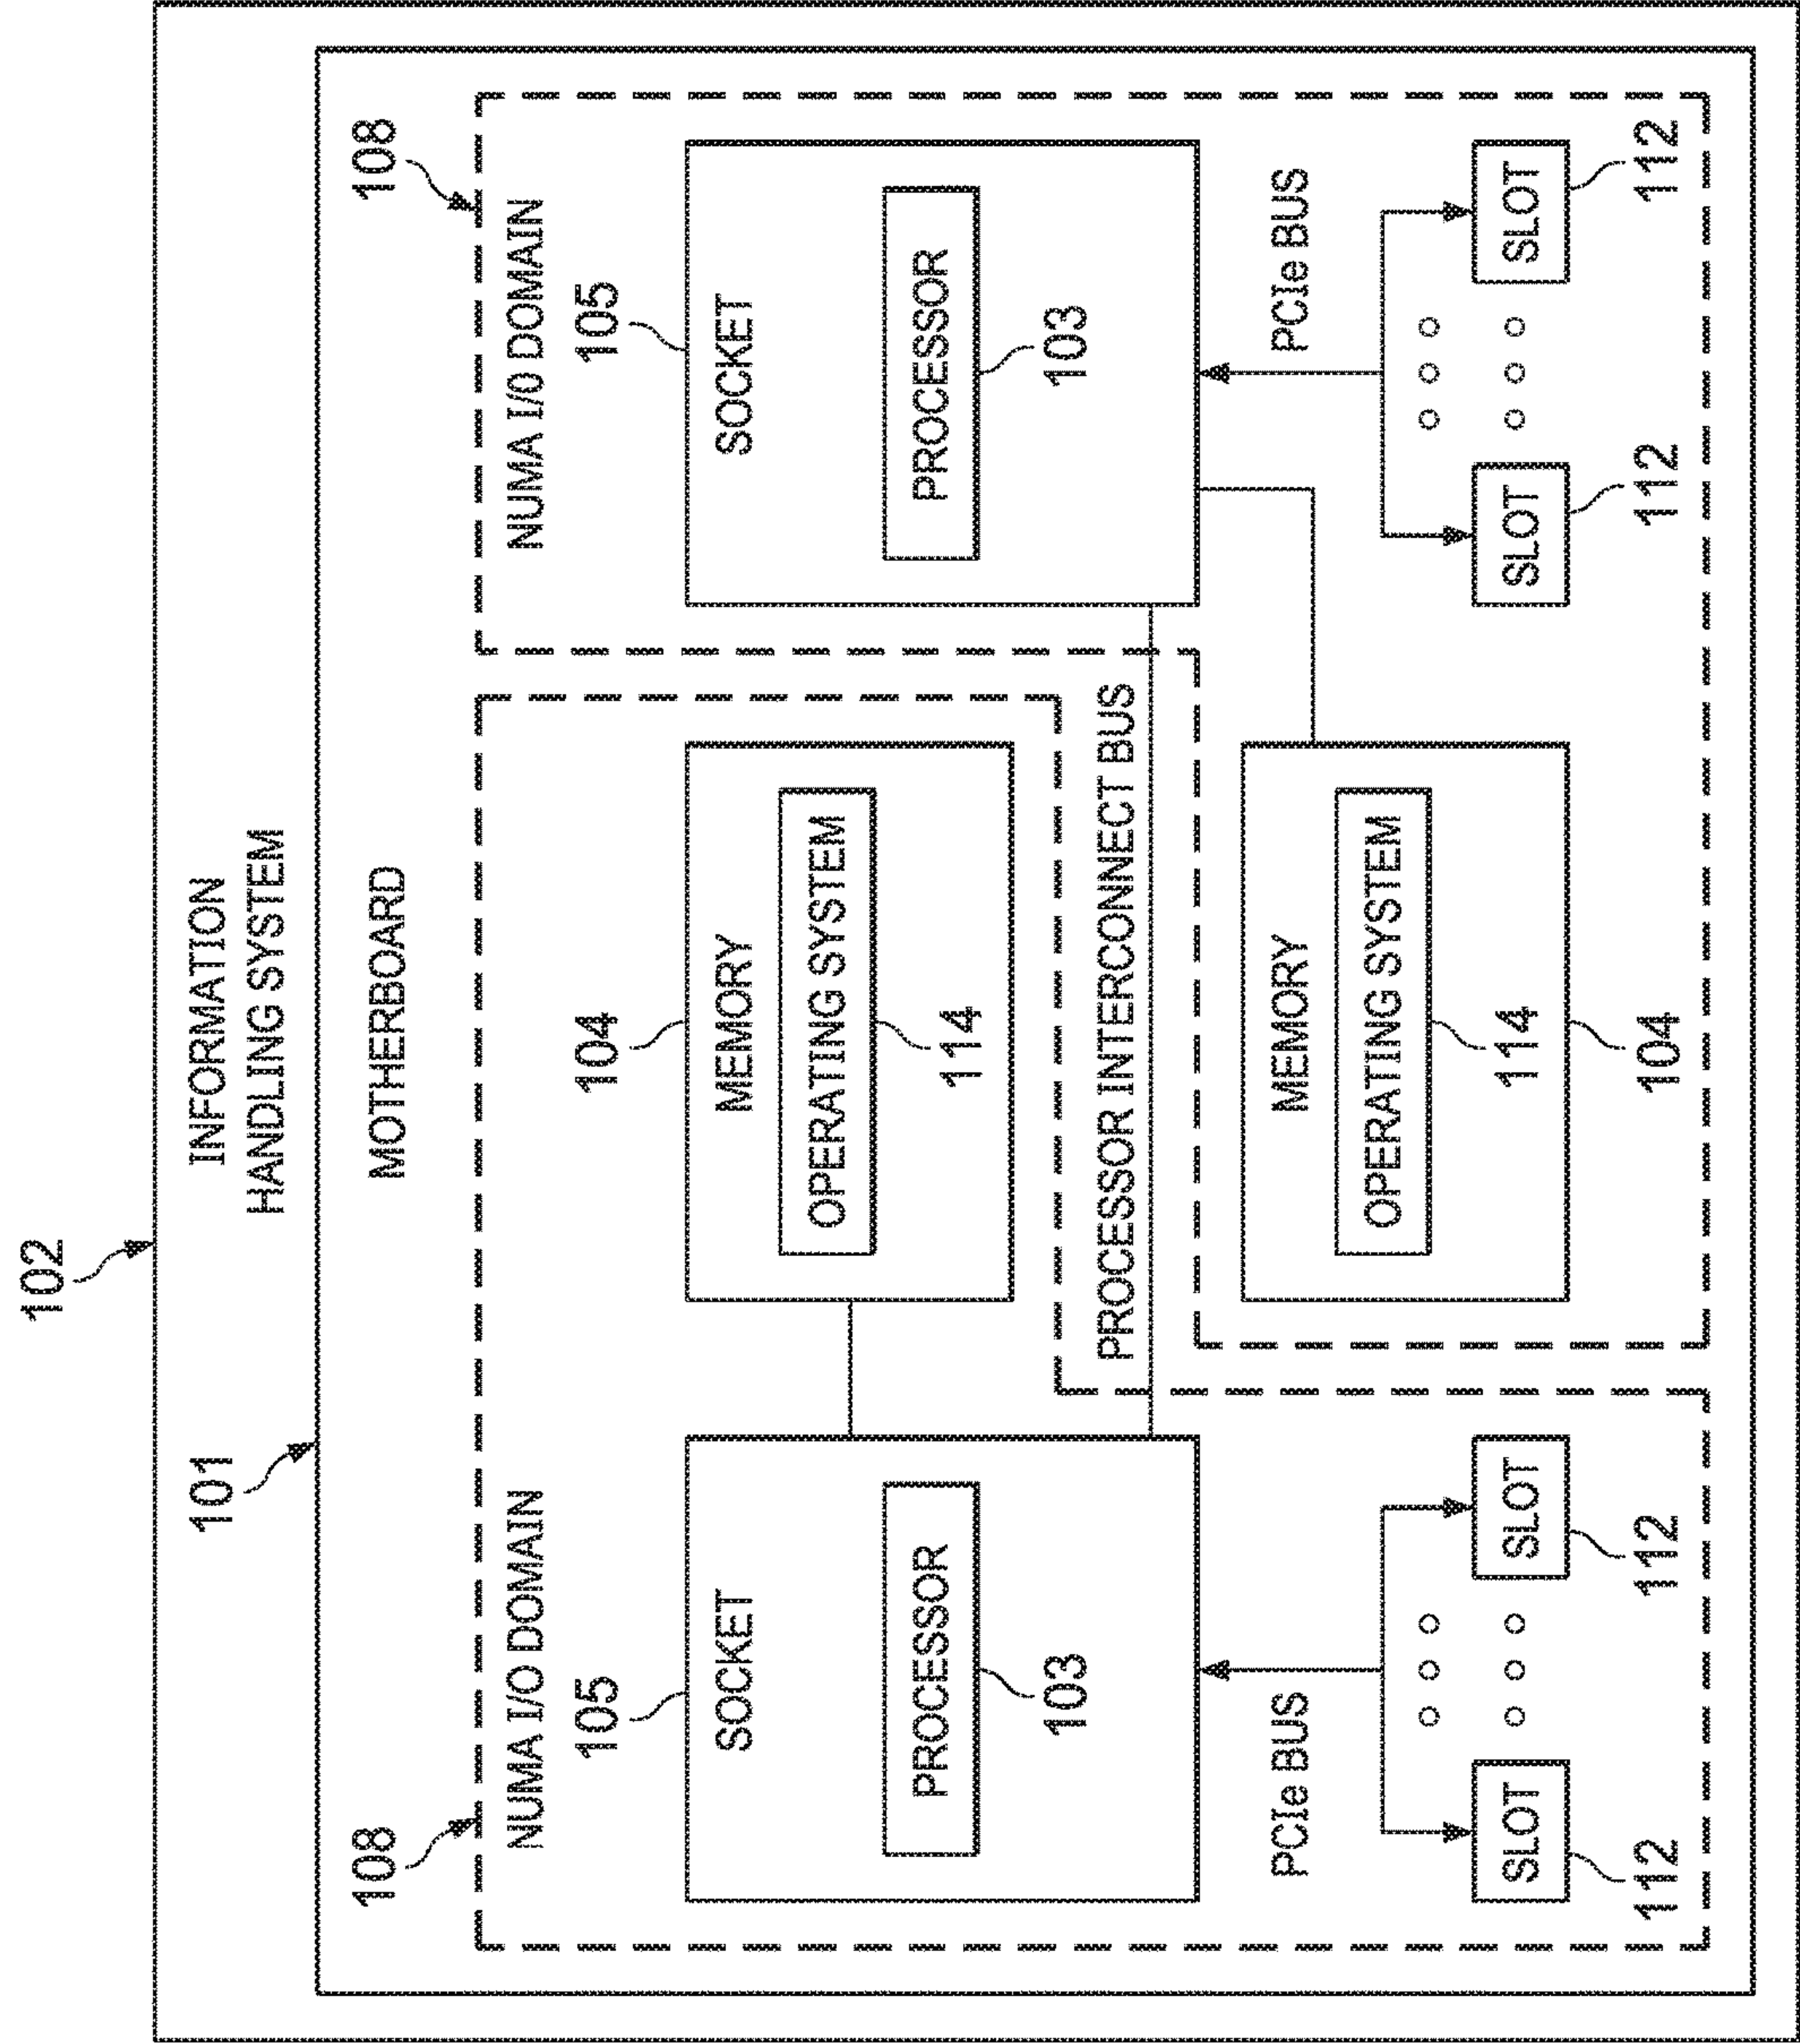 102
INFORMATION
HANDLING SYSTEM
101
MOTHERBOARD
108
108
NUMA I/O DOMAIN
NUMA I/0 DOMAIN
105
104
105
SOCKET
MEMORY
SOCKET
OPERATING SYSTEM
PROCESSOR
PROCESSOR
114
103
103
PROCESSOR INTERCONNECT BUS
PCIe BUS
MEMORY
PCIe BUS
OPERATING SYSTEM
SLOT
SLOT
114
SLOT
SLOT
112
112
104
112
112